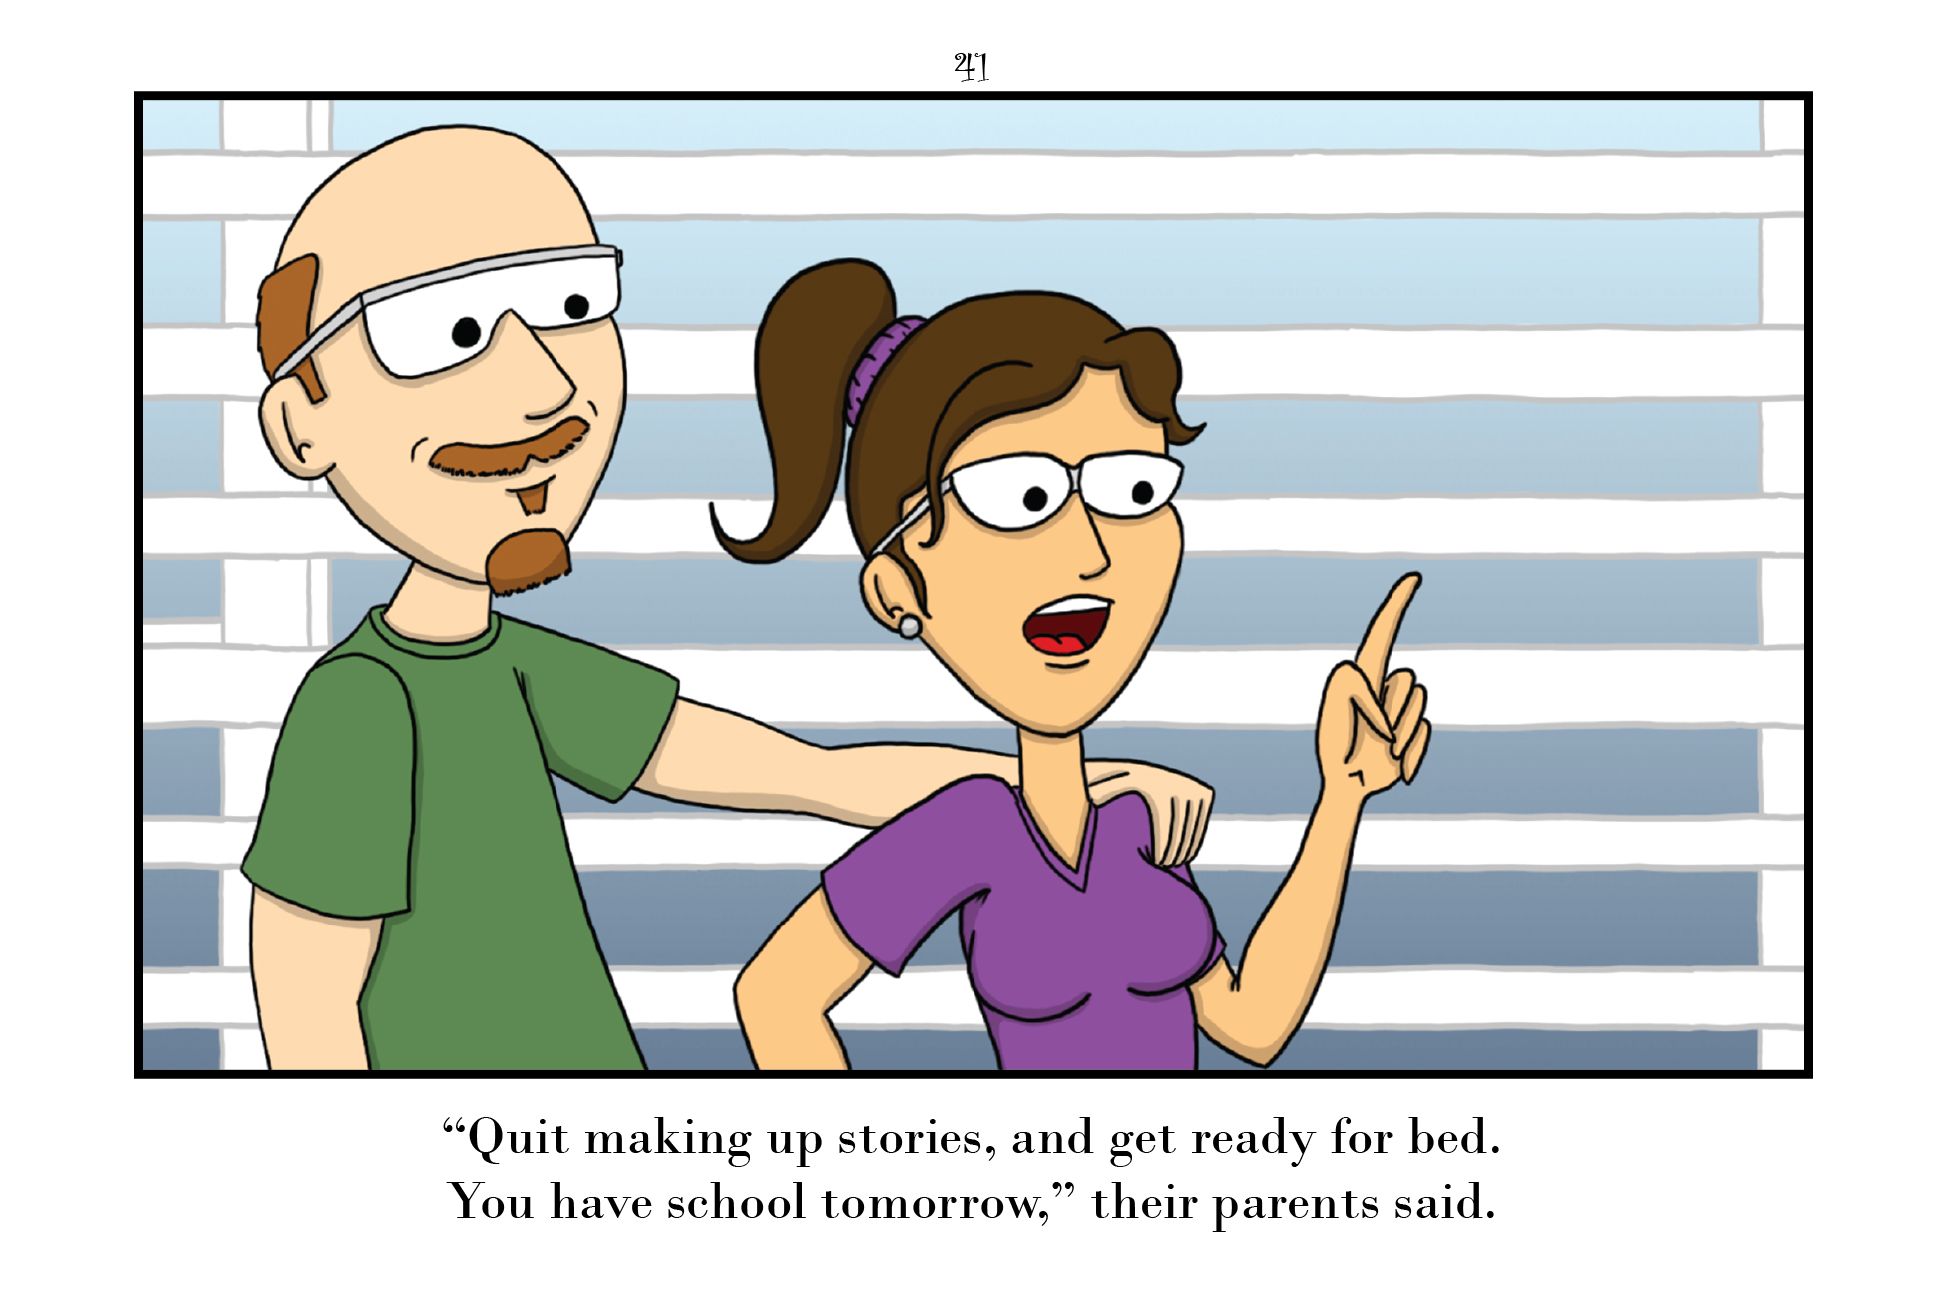 41
“Quit making up stories, and get ready for bed.
You have school tomorrow,” their parents said.